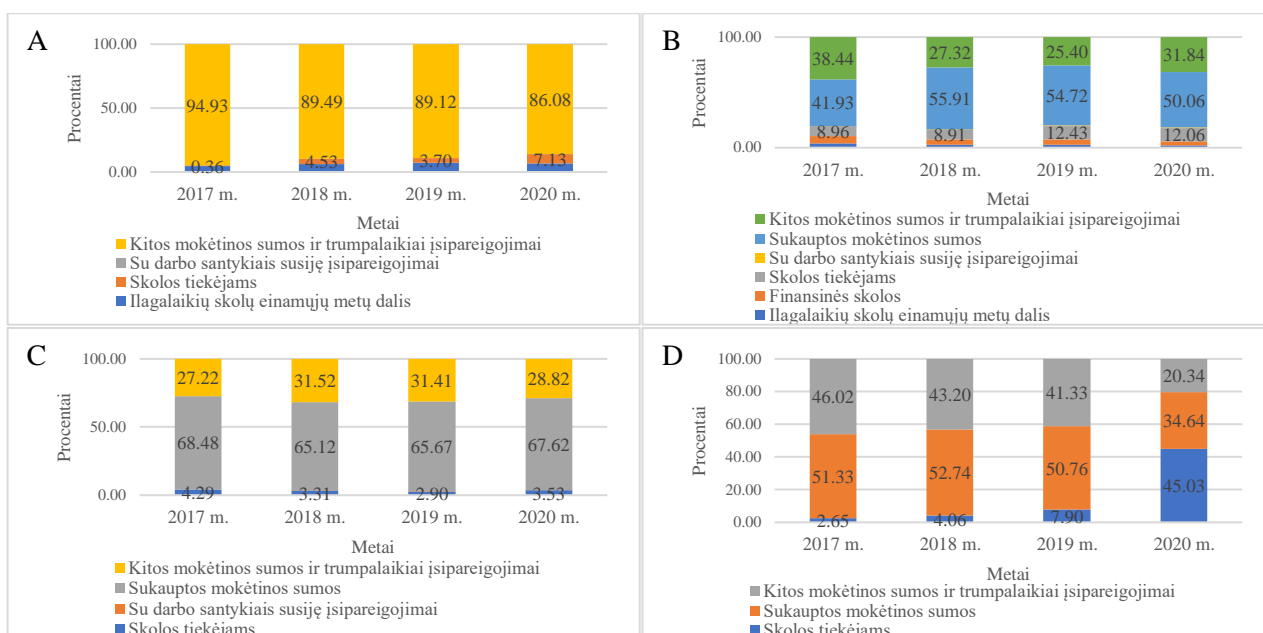 A
100.00
50.00
0.00
Procentai
94.93
89.49
89.12
86.08
0.36
4.53
3.70
7.13
2017 m.
2018 m.
2019 m.
2020 m.
Metai
Kitos mokėtinos sumos ir trumpalaikiai įsipareigojimai
Su darbo santykiais susiję įsipareigojimai
Skolos tiekėjams
Ilagalaikių skolų einamųjų metų dalis
B
100.00
0.00
Procentai
38.44
27.32
25.40
31.84
41.93
55.91
54.72
50.06
8.96
8.91
12.43
12.06
2017 m.
2018 m.
2019 m.
2020 m.
Metai
Kitos mokėtinos sumos ir trumpalaikiai įsipareigojimai
Sukauptos mokėtinos sumos
Su darbo santykiais susiję įsipareigojimai
Skolos tiekėjams
Finansinės skolos
Ilagalaikių skolų einamųjų metų dalis
C
100.00
50.00
0.00
Procentai
27.22
31.52
31.41
28.82
68.48
65.12
65.67
67.62
4.29
3.31
2.90
3.53
2017 m.
2018 m.
2019 m.
2020 m.
Metai
Kitos mokėtinos sumos ir trumpalaikiai įsipareigojimai
Sukauptos mokėtinos sumos
Su darbo santykiais susiję įsipareigojimai
Skolos tiekėjams
D
100.00
80.00
60.00
40.00
20.00
0.00
Procentai
46.02
43.20
41.33
20.34
51.33
52.74
50.76
34.64
2.65
4.06
7.90
45.03
2017 m.
2018 m.
2019 m.
2020 m.
Metai
Kitos mokėtinos sumos ir trumpalaikiai įsipareigojimai
Sukauptos mokėtinos sumos
Skolos tiekėjams